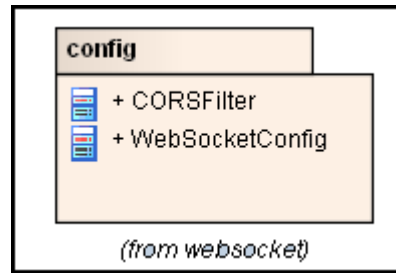 config
+ CORSFilter
+ WebSocketConfig
(from websocket)